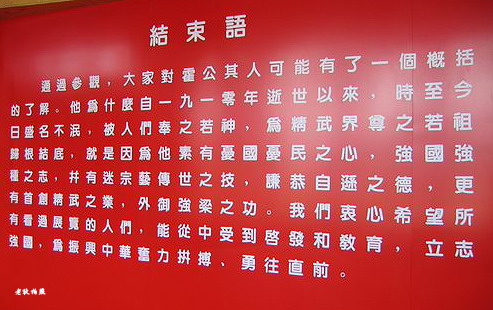 結束語
通過參觀，大家對霍公其人可能有了一個概括
的了解。他為什麼自一九一零年逝世以來，時至今
日盛名不泯，被人們奉之若神，為精武界尊之若祖
歸根結底，就是因為他素有憂國憂民之心，強國強
種之志，幷有迷宗藝傳世之技，謙恭自遜之德，更
有首創精武之業，外御強梁之功。我們衷心希望所
有看過展覽的人們，能從中受到啓發和教育，立志
強國，為振興中華奮力拚搏、勇往直前。